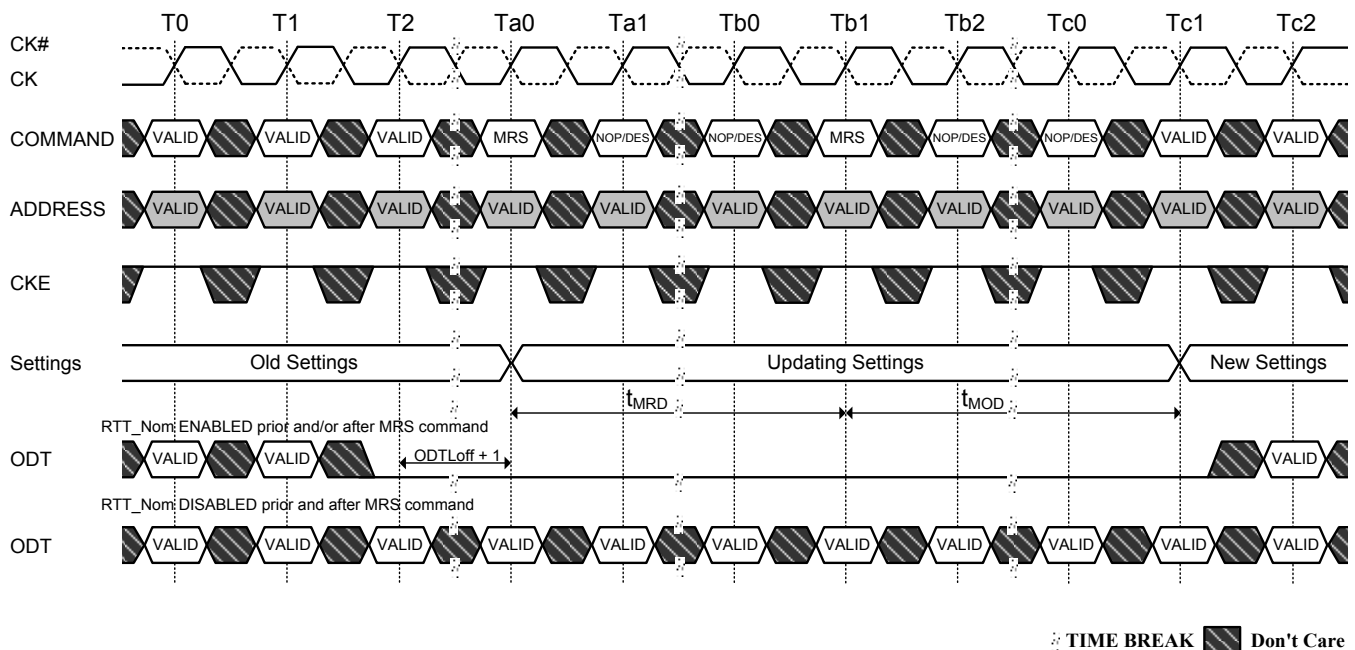 T0 T1 T2 Ta0 Ta1 Tb0 Tb1 Tb2 Tc0 Tc1 Tc2
CK#
CK
COMMAND VALID VALID VALID MRS NOP/DES NOP/DES MRS NOP/DES NOP/DES VALID VALID
ADDRESS VALID VALID VALID VALID VALID VALID VALID VALID VALID VALID VALID
CKE
Settings Old Settings Updating Settings New Settings
tMRD tMOD
RTT_Nom ENABLED prior and/or after MRS command
ODT VALID VALID ODTLoff + 1 VALID
RTT_Nom DISABLED prior and after MRS command
ODT VALID VALID VALID VALID VALID VALID VALID VALID VALID VALID VALID
TIME BREAK Don't Care